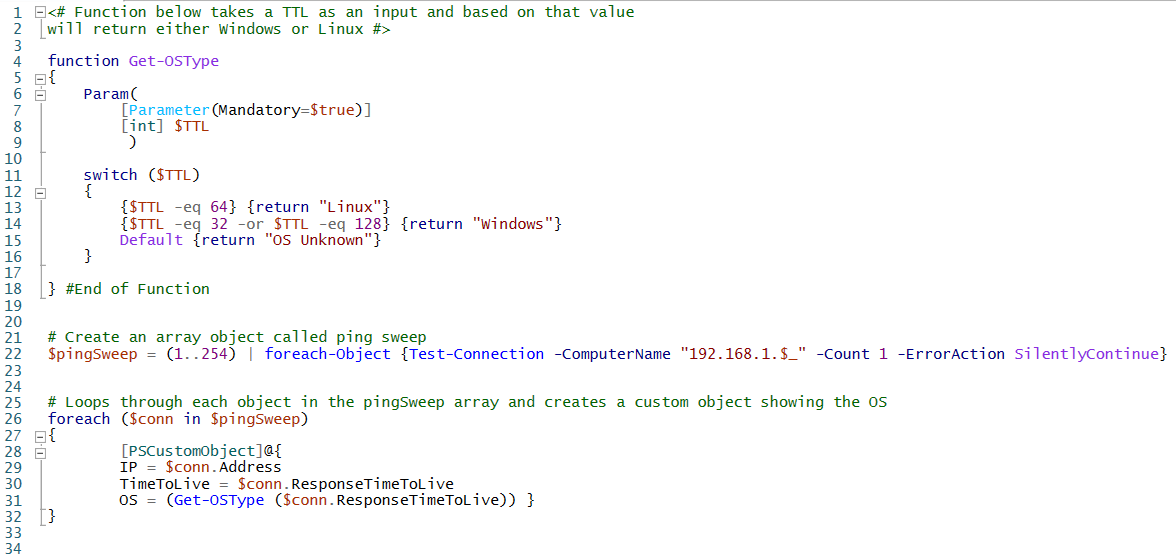 1 <# Function below takes a TTL as an input and based on that value
2 will return either Windows or Linux #>
3
4 function Get-OSType
5 {
6     Param(
7         [Parameter(Mandatory=$true)]
8         [int] $TTL
9          )
10
11     switch ($TTL)
12     {
13         {$TTL -eq 64} {return "Linux"}
14         {$TTL -eq 32 -or $TTL -eq 128} {return "Windows"}
15         Default {return "OS Unknown"}
16     }
17
18 } #End of Function
19
20
21 # Create an array object called ping sweep
22 $pingSweep = (1..254) | foreach-Object {Test-Connection -ComputerName "192.168.1.$_" -Count 1 -ErrorAction SilentlyContinue}
23
24
25 # Loops through each object in the pingSweep array and creates a custom object showing the OS
26 foreach ($conn in $pingSweep)
27 {
28         [PSCustomObject]@{
29         IP = $conn.Address
30         TimeToLive = $conn.ResponseTimeToLive
31         OS = (Get-OSType ($conn.ResponseTimeToLive)) }
32 }
33
34